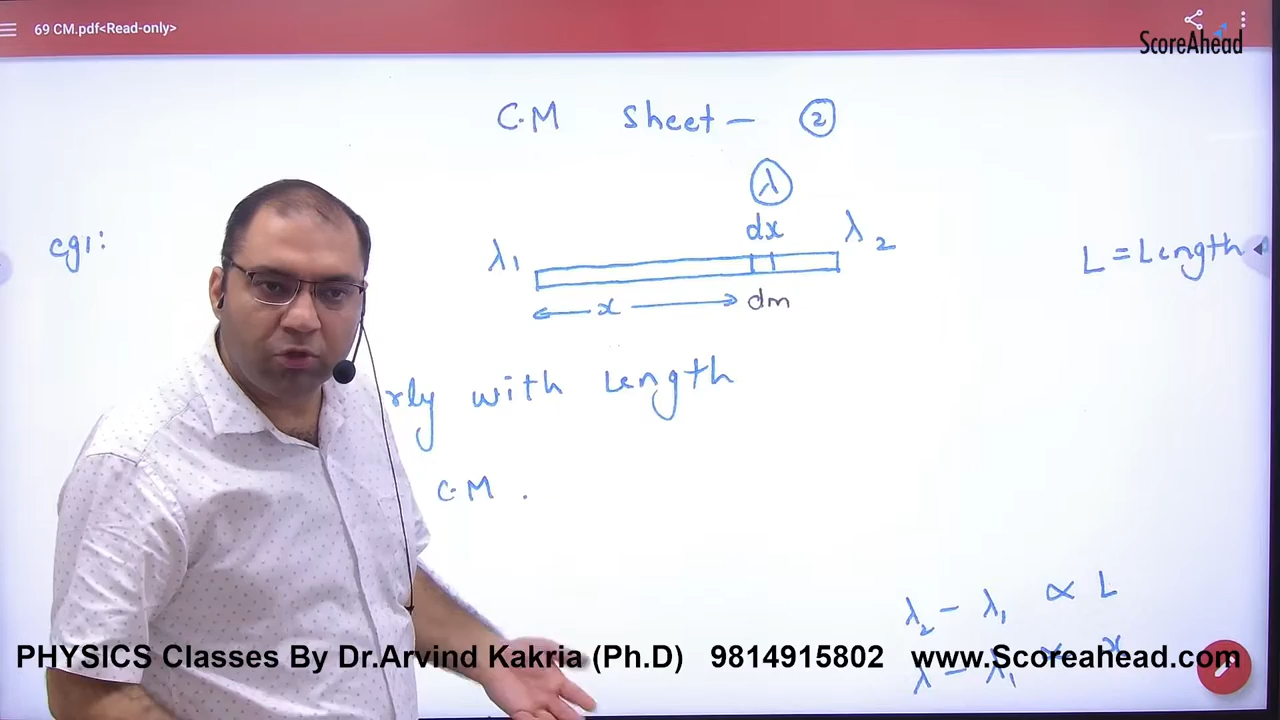 69 CM.pdf<Read-only>
ScoreAhead
C.M Sheet - ②
λ
dx
eg1:
λ1
λ2
L = Length
x
dm
rly with Length
C.M.
λ2 - λ1 ∝ L
λ - λ1 ∝ x
PHYSICS Classes By Dr.Arvind Kakria (Ph.D) 9814915802 www.Scoreahead.com